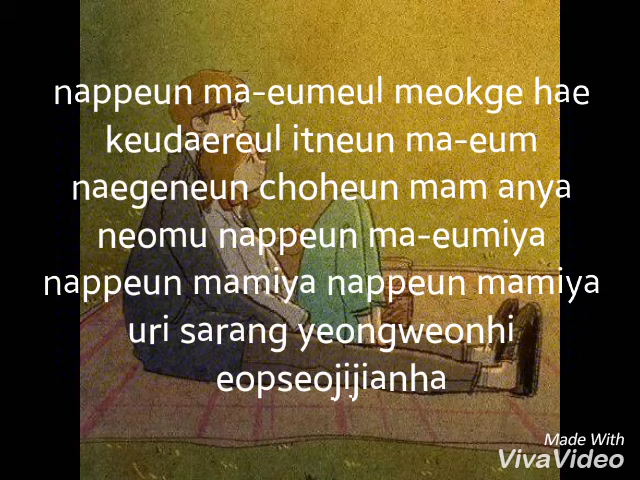 nappeun ma-eumeul meokge hae
keudaereul itneun ma-eum
naegeneun choheun mam anya
neomu nappeun ma-eumiya
nappeun mamiya nappeun mamiya
uri sarang yeongweonhi
eopseojijianha
Made With
VivaVideo